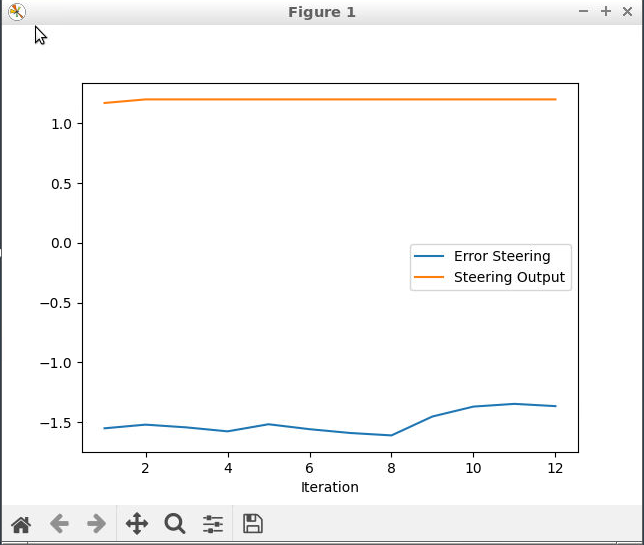 Figure 1
1.0
0.5
0.0
−0.5
−1.0
−1.5
Error Steering
Steering Output
2 4 6 8 10 12
Iteration